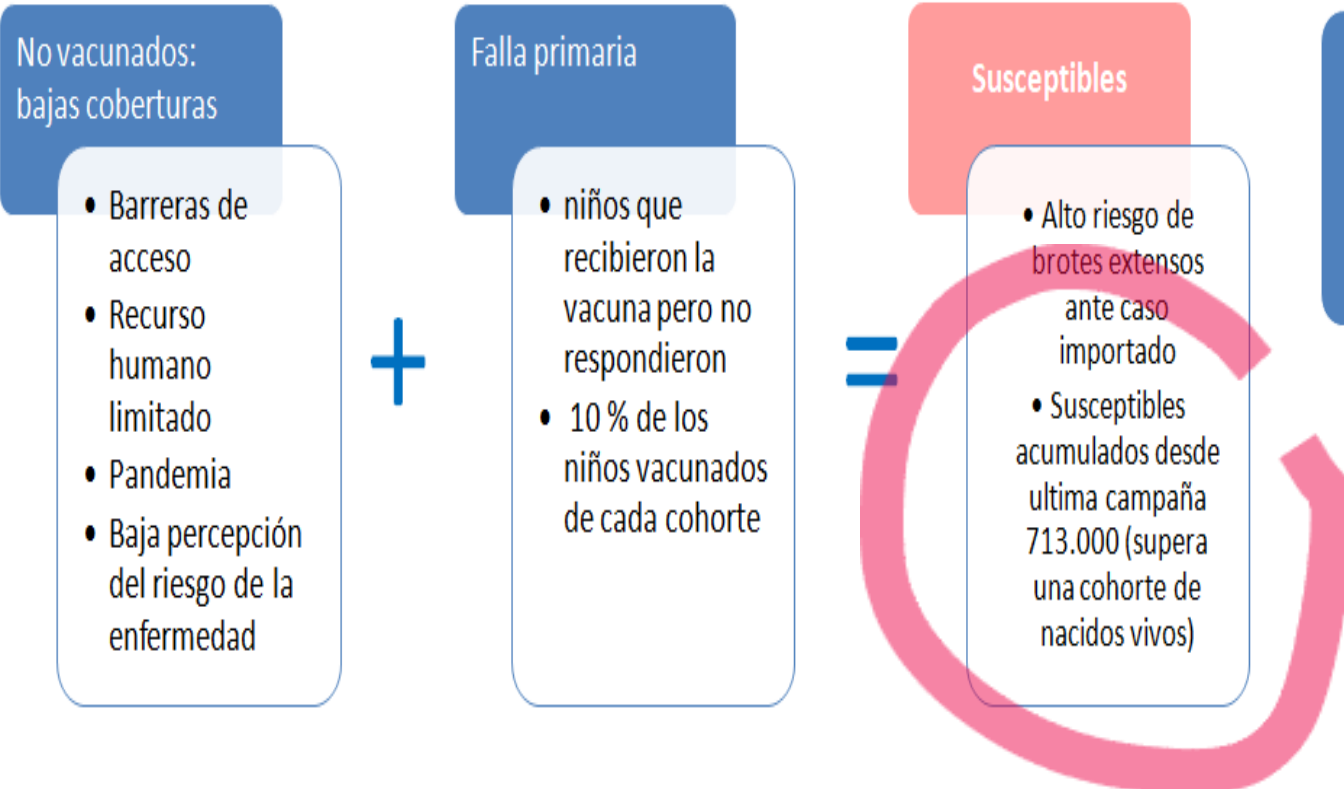 No vacunados:
bajas coberturas
• Barreras de
acceso
• Recurso
humano
limitado
• Pandemia
• Baja percepción
del riesgo de la
enfermedad
+
Falla primaria
• niños que
recibieron la
vacuna pero no
respondieron
• 10 % de los
niños vacunados
de cada cohorte
=
Susceptibles
• Alto riesgo de
brotes extensos
ante caso
importado
• Susceptibles
acumulados desde
ultima campaña
713.000 (supera
una cohorte de
nacidos vivos)